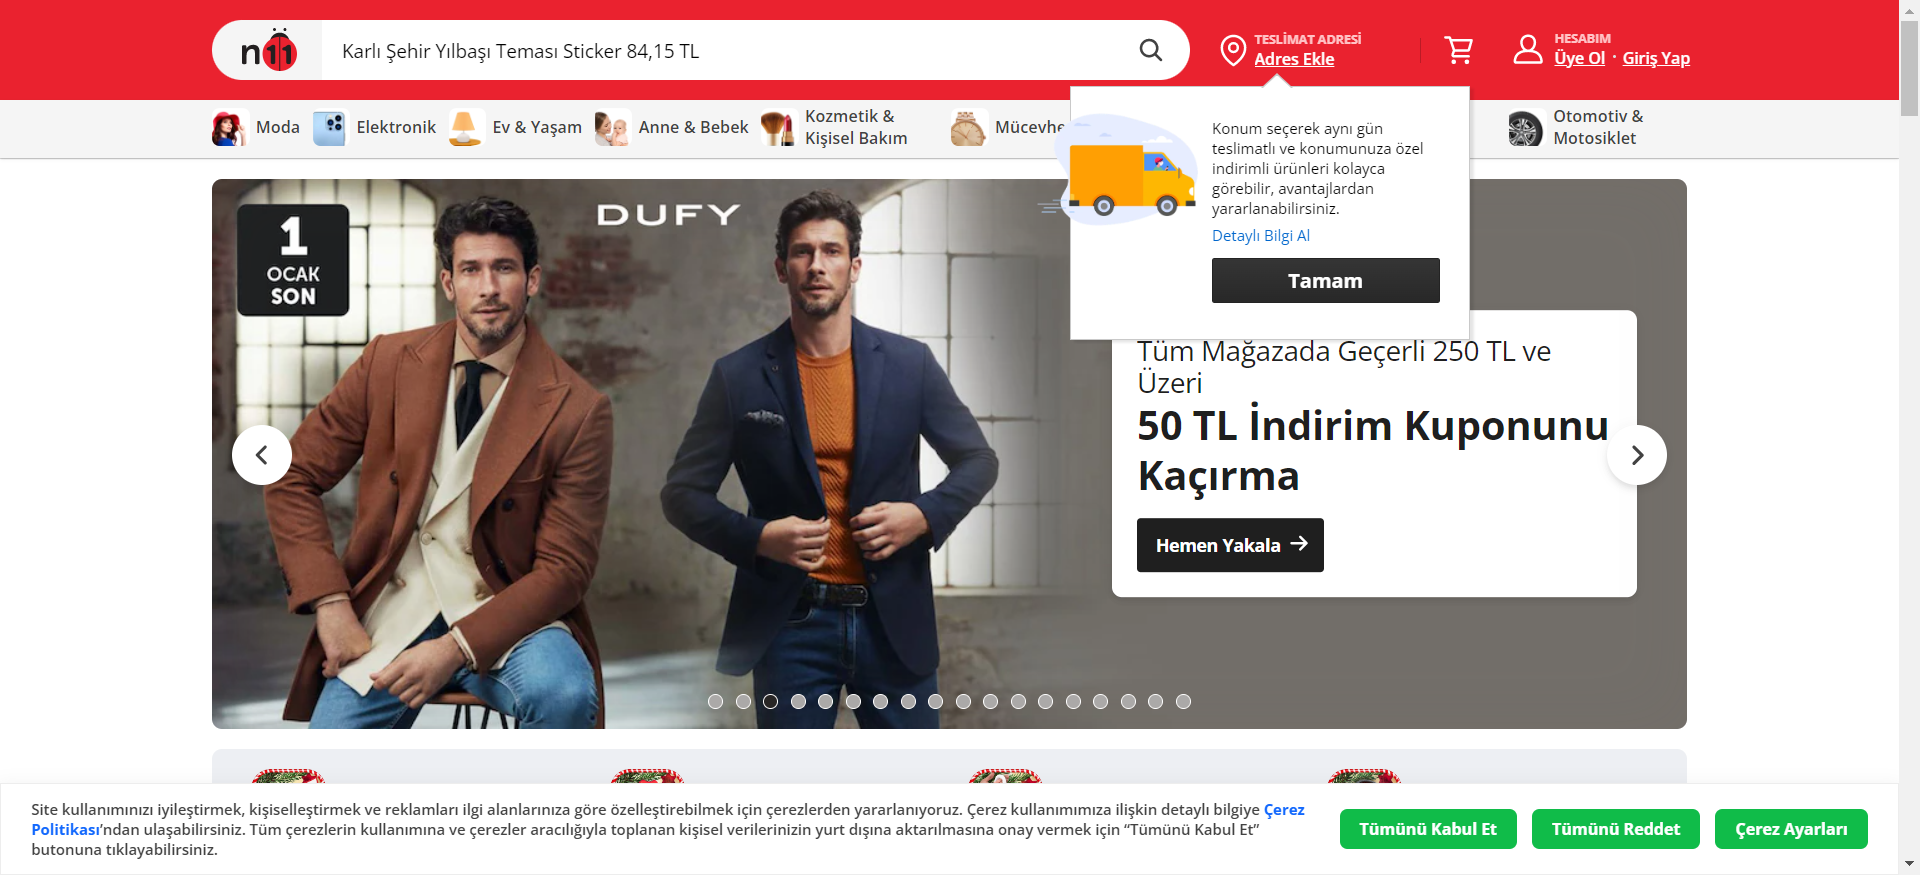 n11
Karlı Şehir Yılbaşı Teması Sticker 84,15 TL
TESLİMAT ADRESİ
Adres Ekle
HESABIM
Üye Ol · Giriş Yap
Moda
Elektronik
Ev & Yaşam
Anne & Bebek
Kozmetik &
Kişisel Bakım
Mücevhe
Otomotiv &
Motosiklet
Konum seçerek aynı gün
teslimatlı ve konumunuza özel
indirimli ürünleri kolayca
görebilir, avantajlardan
yararlanabilirsiniz.
Detaylı Bilgi Al
Tamam
1
OCAK
SON
DUFY
Tüm Mağazada Geçerli 250 TL ve
Üzeri
50 TL İndirim Kuponunu
Kaçırma
Hemen Yakala
Site kullanımınızı iyileştirmek, kişiselleştirmek ve reklamları ilgi alanlarınıza göre özelleştirebilmek için çerezlerden yararlanıyoruz. Çerez kullanımımıza ilişkin detaylı bilgiye Çerez
Politikası’ndan ulaşabilirsiniz. Tüm çerezlerin kullanımına ve çerezler aracılığıyla toplanan kişisel verilerinizin yurt dışına aktarılmasına onay vermek için “Tümünü Kabul Et”
butonuna tıklayabilirsiniz.
Tümünü Kabul Et
Tümünü Reddet
Çerez Ayarları